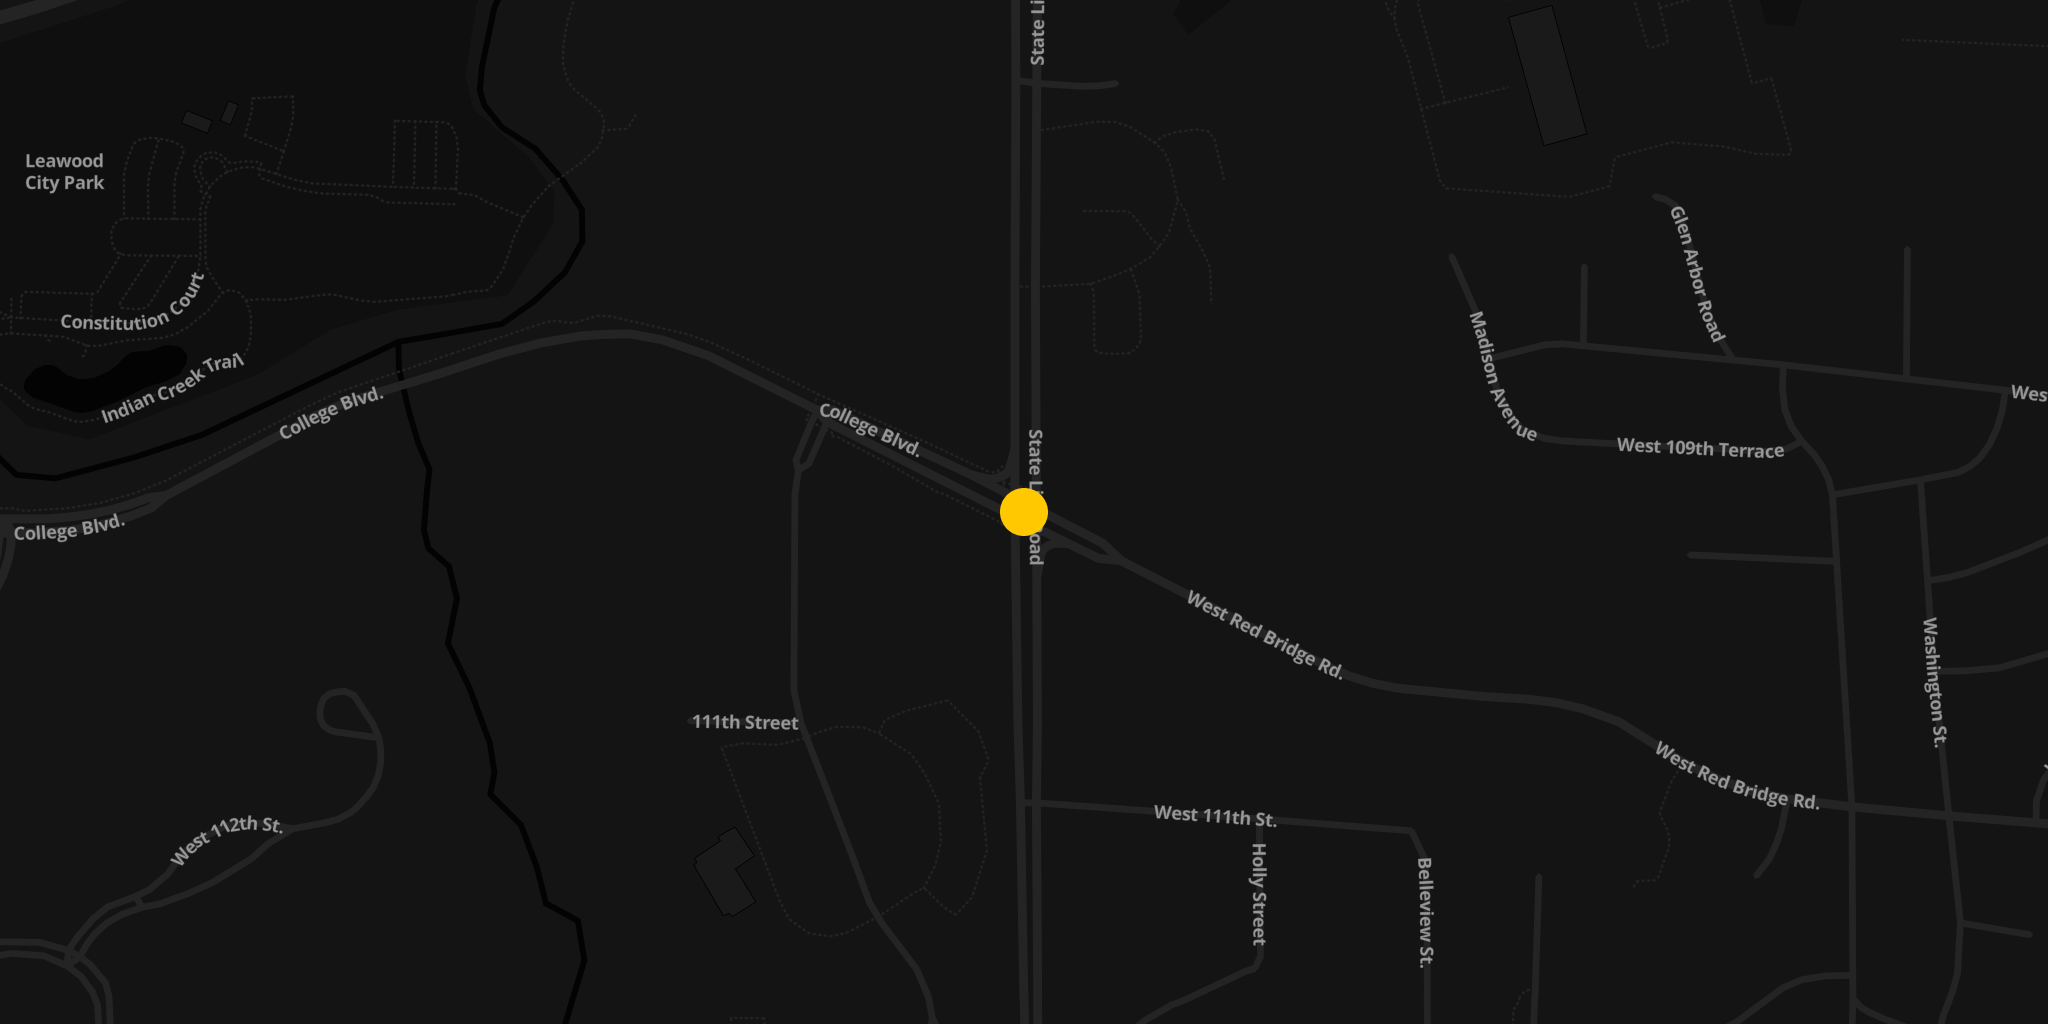 State Li
Leawood
City Park
Glen Arbor Road
Constitution Court
Madison Avenue
Indian Creek Trail
College Blvd.
College Blvd.
State Li
oad
West 109th Terrace
Wes
College Blvd.
West Red Bridge Rd.
Washington St.
111th Street
West Red Bridge Rd.
West 111th St.
West 112th St.
Holly Street
Belleview St.